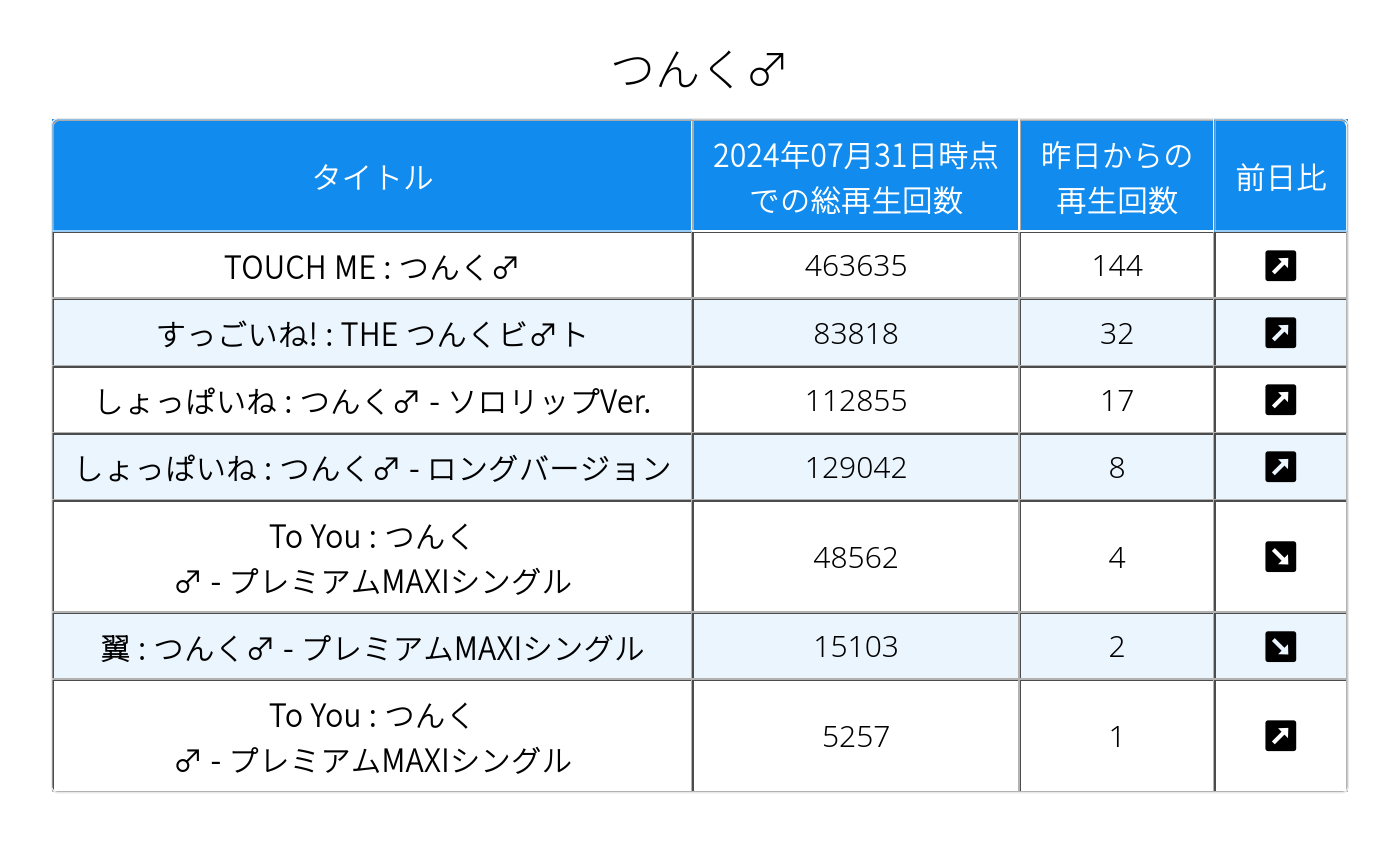 つんく♂
タイトル
2024年07月31日時点
での総再生回数
昨日からの
再生回数
前日比
TOUCH ME : つんく♂
463635
144
↗
すっごいね! : THE つんくビ♂ト
83818
32
↗
しょっぱいね : つんく♂ - ソロリップVer.
112855
17
↗
しょっぱいね : つんく♂ - ロングバージョン
129042
8
↗
To You : つんく
♂ - プレミアムMAXIシングル
48562
4
↘
翼 : つんく♂ - プレミアムMAXIシングル
15103
2
↘
To You : つんく
♂ - プレミアムMAXIシングル
5257
1
↗